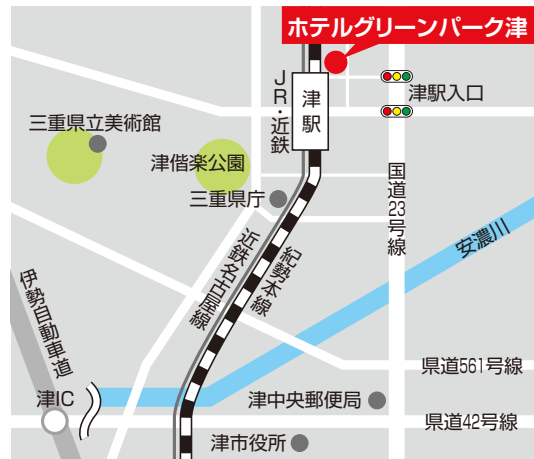 ホテルグリーンパーク津
JR・近鉄
津駅
津駅入口
三重県立美術館
津偕楽公園
三重県庁
国道23号線
安濃川
近鉄名古屋線
紀勢本線
伊勢自動車道
県道561号線
津IC
津中央郵便局
県道42号線
津市役所